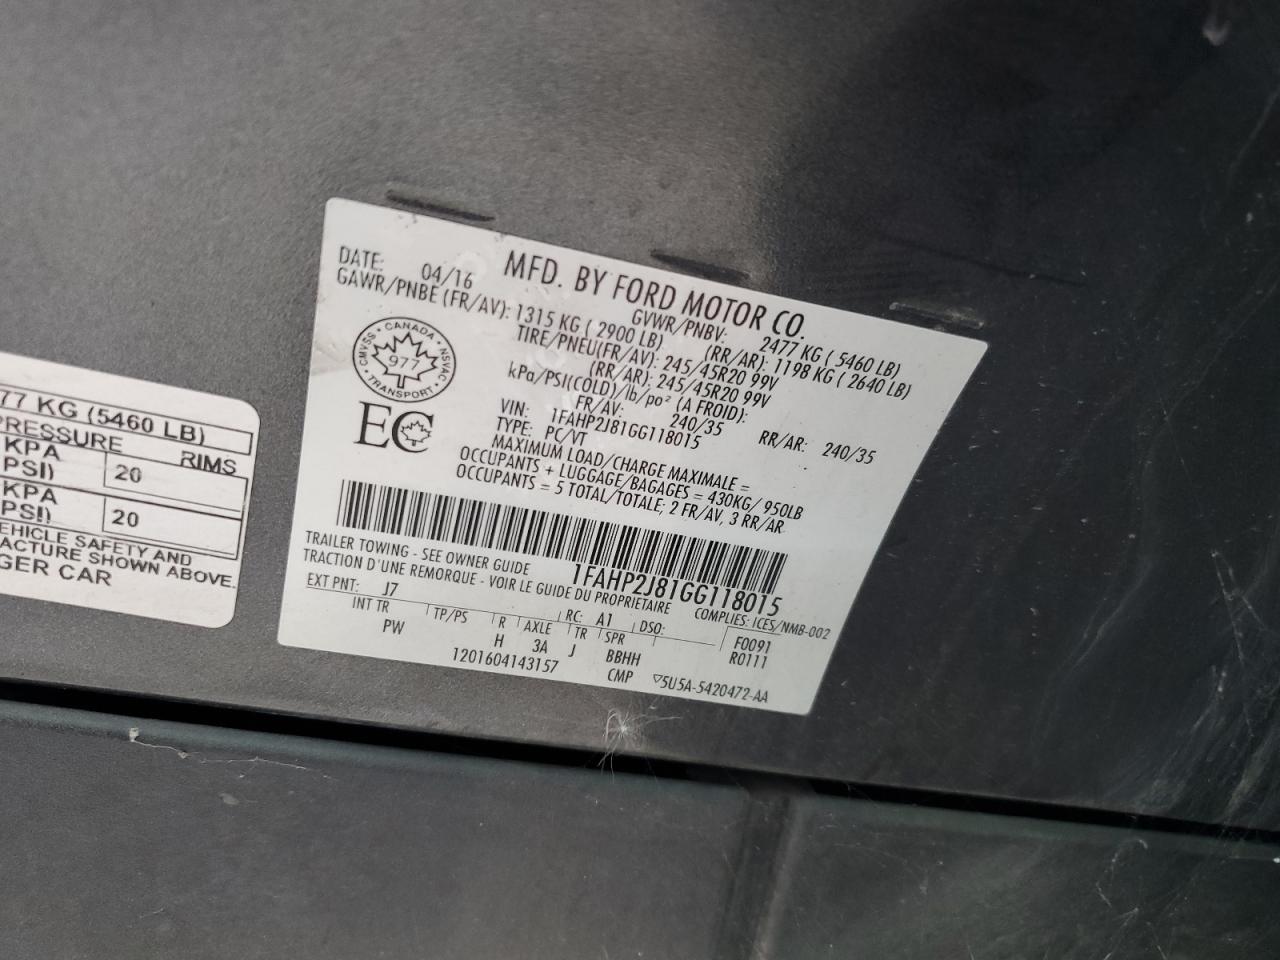 MFD. BY FORD MOTOR CO.
DATE: 04/16 GVWR/PNBV: 2477 KG ( 5460 LB)
GAWR/PNBE (FR/AV): 1315 KG ( 2900 LB) (RR/AR): 1198 KG ( 2640 LB)
TIRE/PNEU(FR/AV): 245/45R20 99V
(RR/AR): 245/45R20 99V
kPa/PSI(COLD)/lb/po² (A FROID):
FR/AV: 240/35 RR/AR: 240/35
VIN: 1FAHP2J81GG118015
TYPE: PC/VT
MAXIMUM LOAD/CHARGE MAXIMALE =
OCCUPANTS + LUGGAGE/BAGAGES = 430KG/ 950LB
OCCUPANTS = 5 TOTAL/TOTALE; 2 FR/AV, 3 RR/AR
CMVSS • CANADA • NSVAC • TRANSPORT •
977
EC
1FAHP2J81GG118015
TRAILER TOWING - SEE OWNER GUIDE
TRACTION D'UNE REMORQUE - VOIR LE GUIDE DU PROPRIETAIRE
COMPLIES: ICES/NMB-002
EXT PNT: J7 RC: A1 DSO:
INT TR TP/PS R AXLE TR SPR F0091
PW H 3A J BBHH R0111
1201604143157 CMP ▽5U5A-5420472-AA
77 KG (5460 LB)
PRESSURE RIMS
KPA
PSI) 20
KPA
PSI) 20
EHICLE SAFETY AND
ACTURE SHOWN ABOVE.
GER CAR